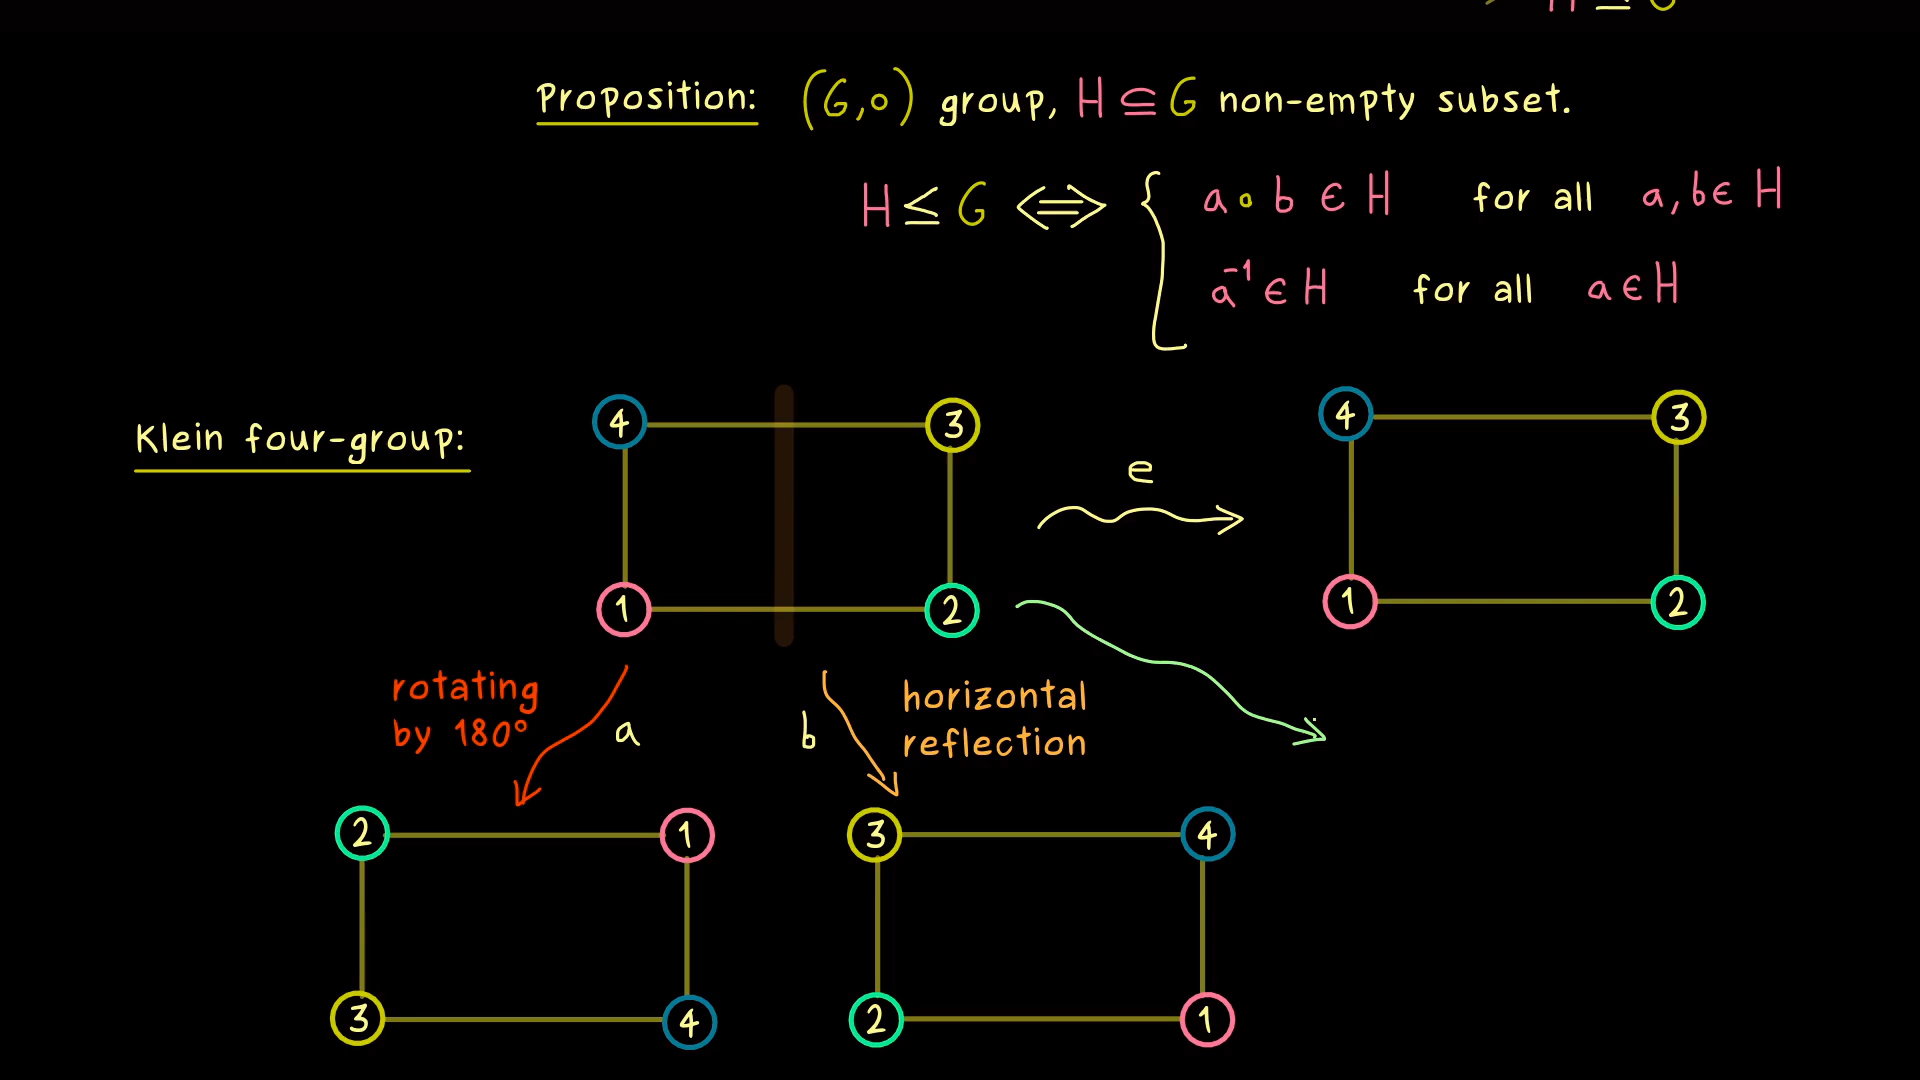 H ≤ G
Proposition: (G,∘) group, H ⊆ G non-empty subset.
H ≤ G ⟺ { a ∘ b ∈ H for all a, b ∈ H
a⁻¹ ∈ H for all a ∈ H
Klein four-group:
4 3
1 2
e
4 3
1 2
rotating
by 180°
a
b
horizontal
reflection
2 1
3 4
3 4
2 1